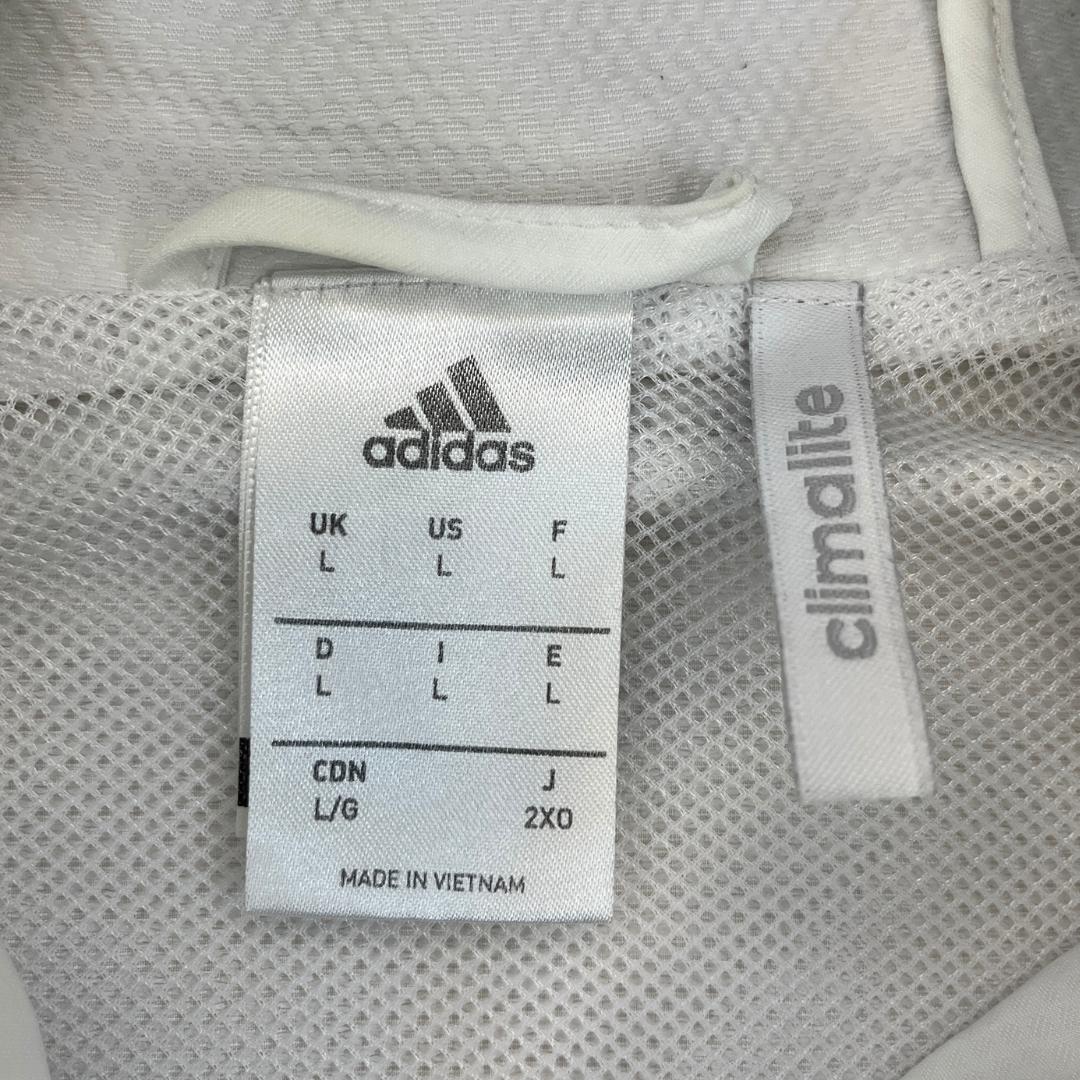 adidas
UK US F
L L L
D I E
L L L
CDN J
L/G 2XO
MADE IN VIETNAM
climalite